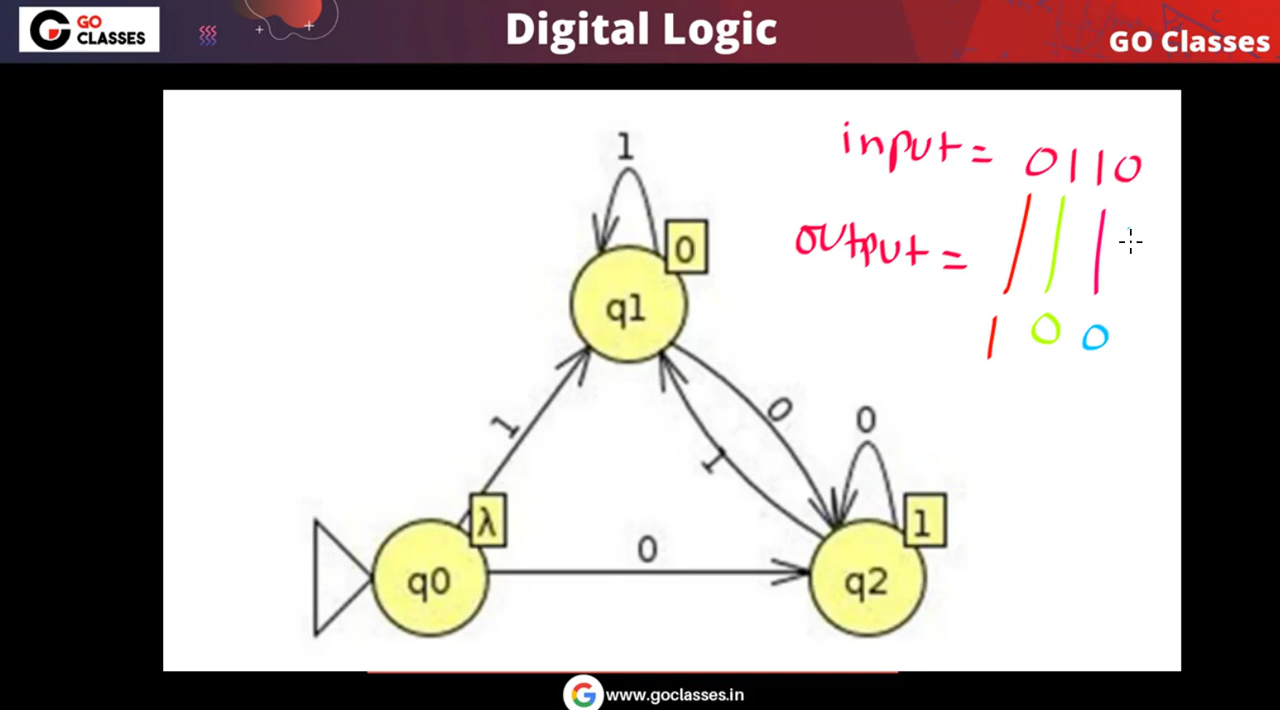 GO
CLASSES
Digital Logic
GO Classes
input = 0110
output =
1 0 0
1
0
q1
1
0
1
0
λ
1
0
q0
q2
www.goclasses.in